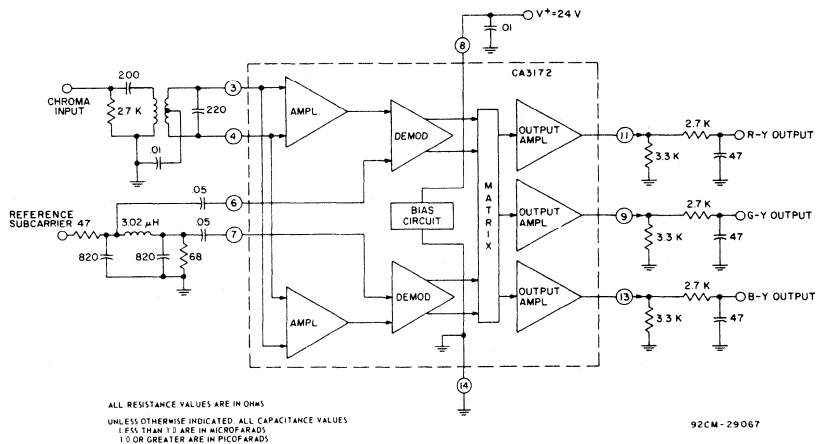 V+=24 V
.01
8
CA3172
200
CHROMA INPUT
2.7 K
220
.01
3
4
AMPL.
DEMOD
MATRIX
OUTPUT AMPL
11
2.7 K
R-Y OUTPUT
3.3 K
47
.05
6
BIAS CIRCUIT
OUTPUT AMPL
9
2.7 K
G-Y OUTPUT
3.3 K
47
REFERENCE SUBCARRIER
47
3.02 µH
.05
7
820
820
68
AMPL
DEMOD
OUTPUT AMPL
13
2.7 K
B-Y OUTPUT
3.3 K
47
14
ALL RESISTANCE VALUES ARE IN OHMS
UNLESS OTHERWISE INDICATED, ALL CAPACITANCE VALUES
LESS THAN 1.0 ARE IN MICROFARADS
1.0 OR GREATER ARE IN PICOFARADS
92CM-29067